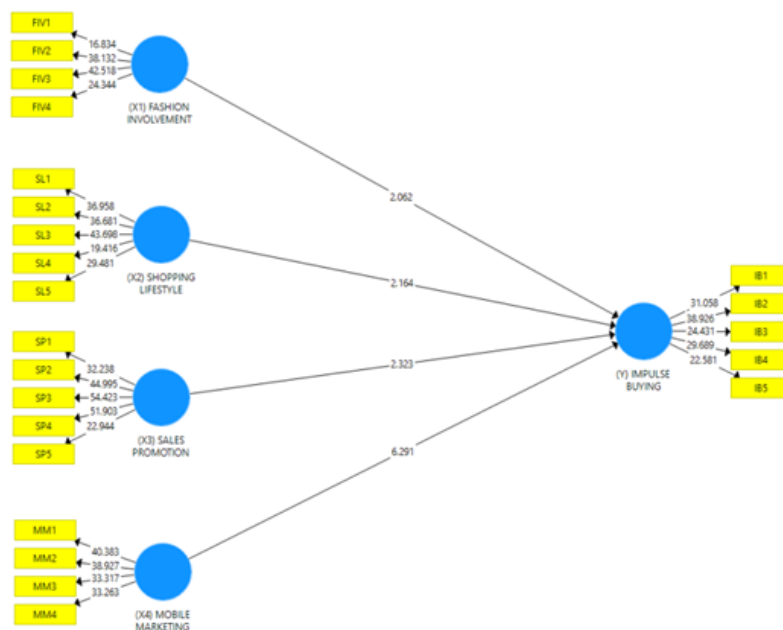 FIV1
FIV2
FIV3
FIV4
16.834
38.132
42.518
24.344
(X1) FASHION
INVOLVEMENT
2.062
SL1
SL2
SL3
SL4
SL5
36.958
36.681
43.698
19.416
29.481
(X2) SHOPPING
LIFESTYLE
2.164
SP1
SP2
SP3
SP4
SP5
32.238
44.995
54.423
51.903
22.944
(X3) SALES
PROMOTION
2.323
MM1
MM2
MM3
MM4
40.383
38.927
33.317
33.263
(X4) MOBILE
MARKETING
6.291
(Y) IMPULSE
BUYING
31.058
38.926
24.431
29.689
22.581
IB1
IB2
IB3
IB4
IB5